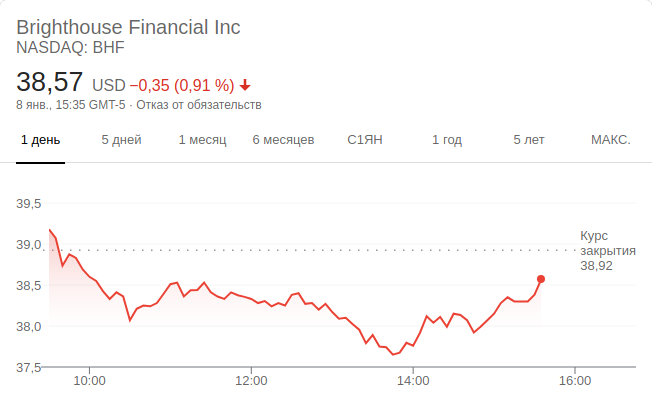 Brighthouse Financial Inc
NASDAQ: BHF
38,57 USD −0,35 (0,91 %)
8 янв., 15:35 GMT-5 · Отказ от обязательств
1 день 5 дней 1 месяц 6 месяцев С1ЯН 1 год 5 лет МАКС.
39,5
39,0
38,5
38,0
37,5
Курс
закрытия
38,92
10:00 12:00 14:00 16:00